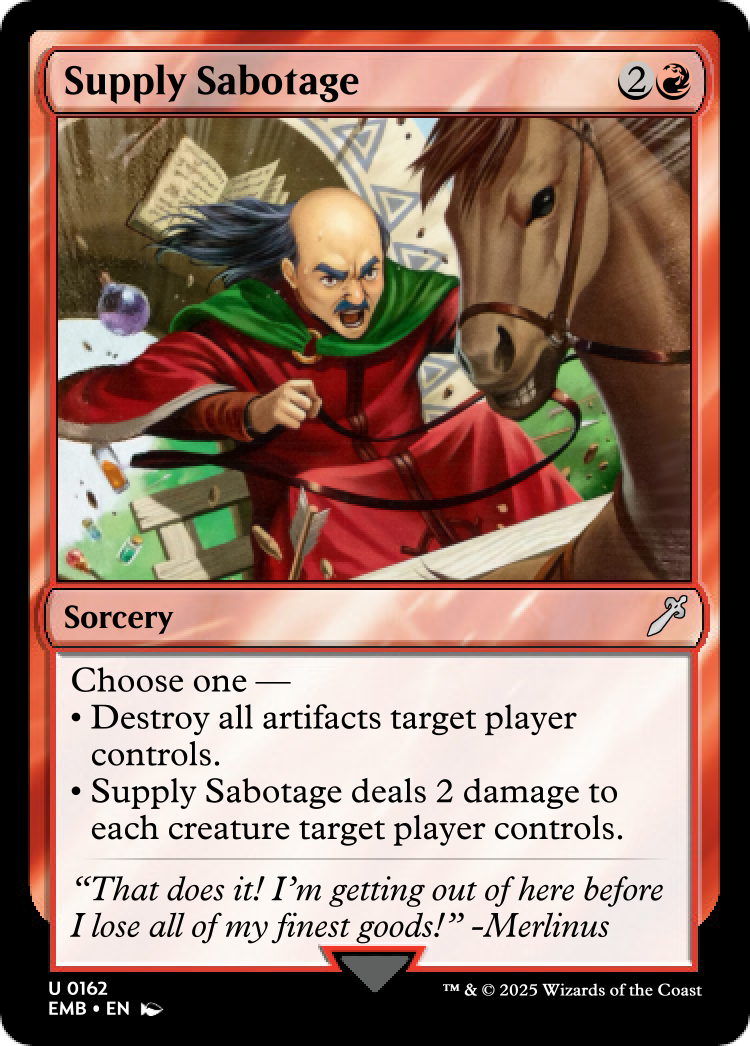 Supply Sabotage 2
Sorcery
Choose one —
• Destroy all artifacts target player
controls.
• Supply Sabotage deals 2 damage to
each creature target player controls.
“That does it! I’m getting out of here before
I lose all of my finest goods!” -Merlinus
U 0162
EMB • EN
™ & © 2025 Wizards of the Coast